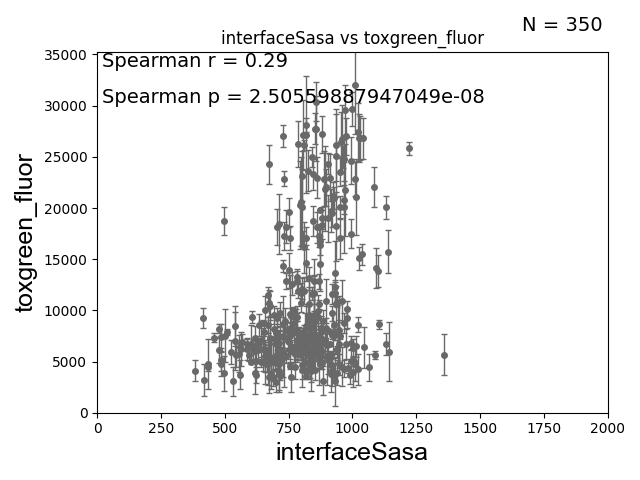 N = 350
interfaceSasa vs toxgreen_fluor
Spearman r = 0.29
Spearman p = 2.50559887947049e-08
toxgreen_fluor
35000
30000
25000
20000
15000
10000
5000
0
0 250 500 750 1000 1250 1500 1750 2000
interfaceSasa